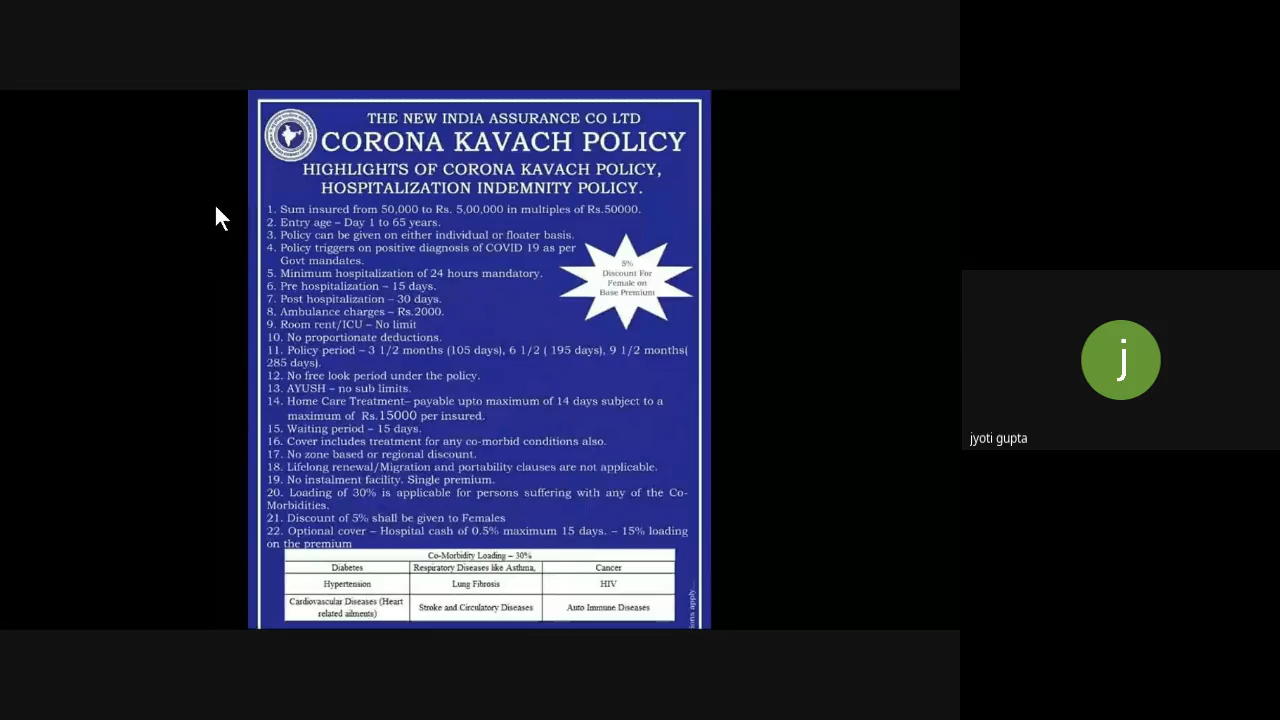 THE NEW INDIA ASSURANCE CO LTD
CORONA KAVACH POLICY
HIGHLIGHTS OF CORONA KAVACH POLICY,
HOSPITALIZATION INDEMNITY POLICY.
1. Sum insured from 50,000 to Rs. 5,00,000 in multiples of Rs.50000.
2. Entry age – Day 1 to 65 years.
3. Policy can be given on either individual or floater basis.
4. Policy triggers on positive diagnosis of COVID 19 as per
Govt mandates.
5. Minimum hospitalization of 24 hours mandatory.
6. Pre hospitalization – 15 days.
7. Post hospitalization – 30 days.
8. Ambulance charges – Rs.2000.
9. Room rent/ICU – No limit
10. No proportionate deductions.
11. Policy period – 3 1/2 months (105 days), 6 1/2 ( 195 days), 9 1/2 months(
285 days).
12. No free look period under the policy.
13. AYUSH – no sub limits.
14. Home Care Treatment– payable upto maximum of 14 days subject to a
maximum of Rs.15000 per insured.
15. Waiting period – 15 days.
16. Cover includes treatment for any co-morbid conditions also.
17. No zone based or regional discount.
18. Lifelong renewal/Migration and portability clauses are not applicable.
19. No instalment facility. Single premium.
20. Loading of 30% is applicable for persons suffering with any of the Co-
Morbidities.
21. Discount of 5% shall be given to Females
22. Optional cover – Hospital cash of 0.5% maximum 15 days. – 15% loading
on the premium
5%
Discount For
Female on
Base Premium
Co-Morbidity Loading – 30%
Diabetes
Respiratory Diseases like Asthma,
Cancer
Hypertension
Lung Fibrosis
HIV
Cardiovascular Diseases (Heart
related ailments)
Stroke and Circulatory Diseases
Auto Immune Diseases
apply...
j
jyoti gupta